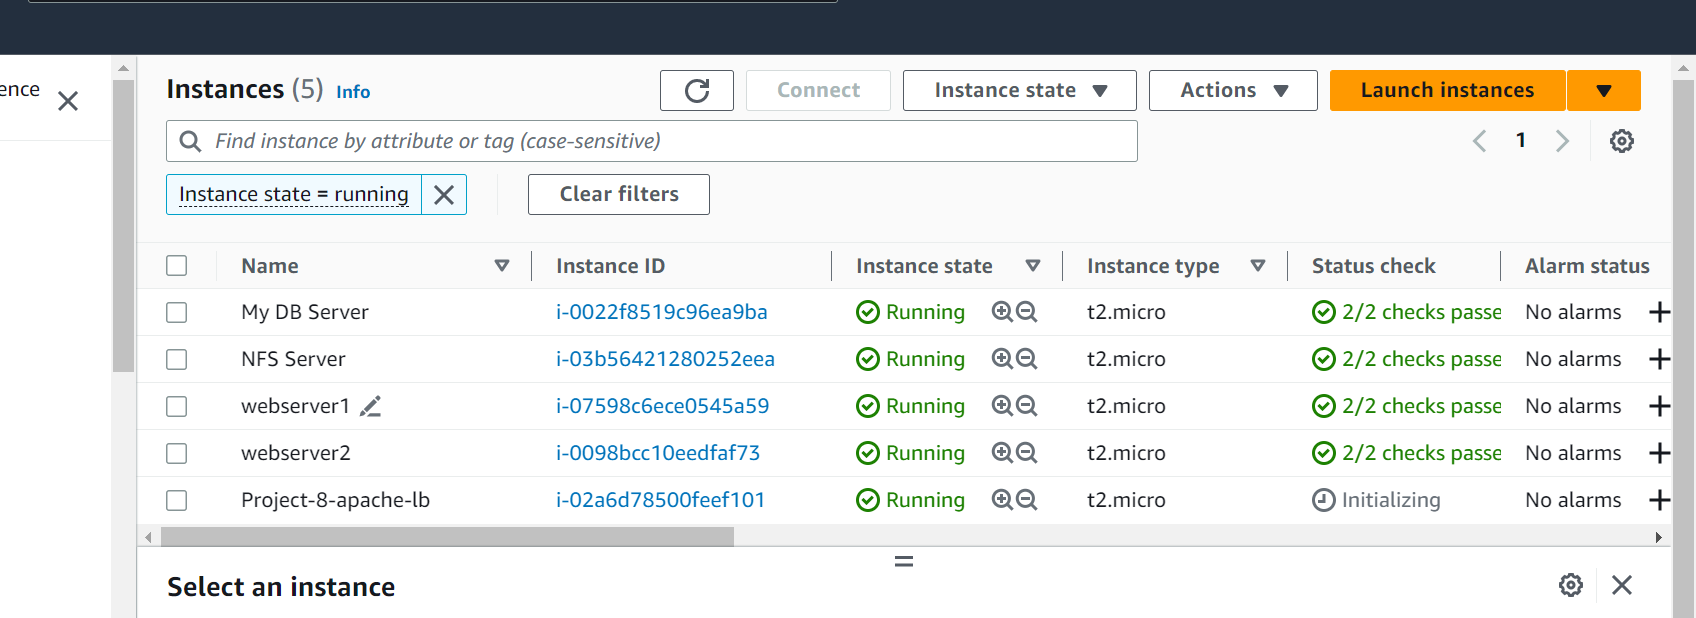 ence
Instances (5) Info
Connect
Instance state
Actions
Launch instances
Find instance by attribute or tag (case-sensitive)
1
Instance state = running
Clear filters
Name Instance ID Instance state Instance type Status check Alarm status
My DB Server i-0022f8519c96ea9ba Running t2.micro 2/2 checks passe No alarms
NFS Server i-03b56421280252eea Running t2.micro 2/2 checks passe No alarms
webserver1 i-07598c6ece0545a59 Running t2.micro 2/2 checks passe No alarms
webserver2 i-0098bcc10eedfaf73 Running t2.micro 2/2 checks passe No alarms
Project-8-apache-lb i-02a6d78500feef101 Running t2.micro Initializing No alarms
Select an instance